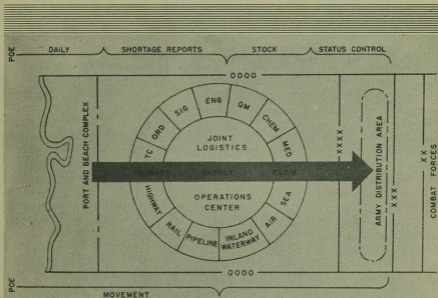 DAILY SHORTAGE REPORTS STOCK STATUS CONTROL
POE
OOOO
PORT AND BEACH COMPLEX
TC
ORD
SIG
ENG
QM
CHEM
MED
JOINT
LOGISTICS
SUPPLY FLOW
OPERATIONS
CENTER
HIGHWAY
RAIL
PIPELINE
INLAND
WATERWAY
AIR
SEA
XXXX
ARMY DISTRIBUTION AREA
XXX
XX
COMBAT FORCES
OOOO
POE
MOVEMENT